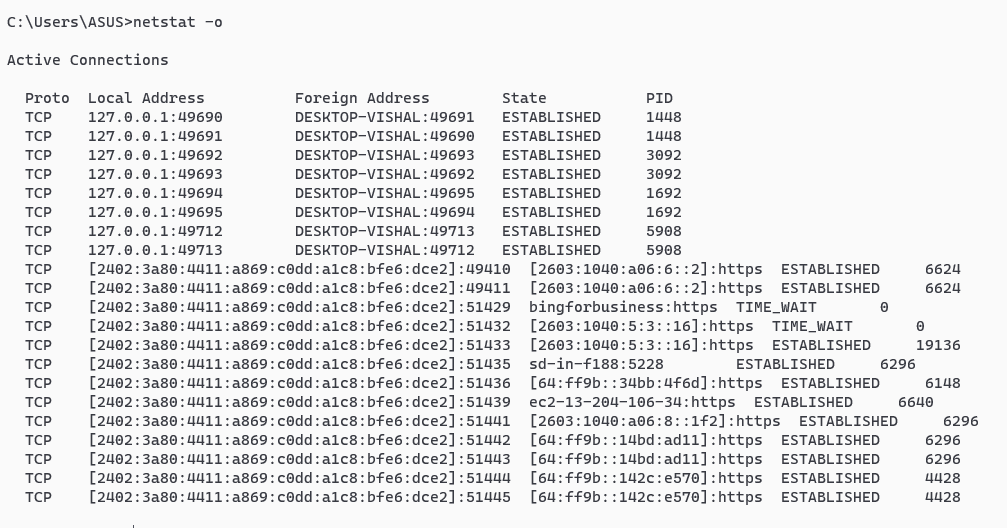 C:\Users\ASUS>netstat -o
Active Connections
Proto Local Address Foreign Address State PID
TCP 127.0.0.1:49690 DESKTOP-VISHAL:49691 ESTABLISHED 1448
TCP 127.0.0.1:49691 DESKTOP-VISHAL:49690 ESTABLISHED 1448
TCP 127.0.0.1:49692 DESKTOP-VISHAL:49693 ESTABLISHED 3092
TCP 127.0.0.1:49693 DESKTOP-VISHAL:49692 ESTABLISHED 3092
TCP 127.0.0.1:49694 DESKTOP-VISHAL:49695 ESTABLISHED 1692
TCP 127.0.0.1:49695 DESKTOP-VISHAL:49694 ESTABLISHED 1692
TCP 127.0.0.1:49712 DESKTOP-VISHAL:49713 ESTABLISHED 5908
TCP 127.0.0.1:49713 DESKTOP-VISHAL:49712 ESTABLISHED 5908
TCP [2402:3a80:4411:a869:c0dd:a1c8:bfe6:dce2]:49410 [2603:1040:a06:6::2]:https ESTABLISHED 6624
TCP [2402:3a80:4411:a869:c0dd:a1c8:bfe6:dce2]:49411 [2603:1040:a06:6::2]:https ESTABLISHED 6624
TCP [2402:3a80:4411:a869:c0dd:a1c8:bfe6:dce2]:51429 bingforbusiness:https TIME_WAIT 0
TCP [2402:3a80:4411:a869:c0dd:a1c8:bfe6:dce2]:51432 [2603:1040:5:3::16]:https TIME_WAIT 0
TCP [2402:3a80:4411:a869:c0dd:a1c8:bfe6:dce2]:51433 [2603:1040:5:3::16]:https ESTABLISHED 19136
TCP [2402:3a80:4411:a869:c0dd:a1c8:bfe6:dce2]:51435 sd-in-f188:5228 ESTABLISHED 6296
TCP [2402:3a80:4411:a869:c0dd:a1c8:bfe6:dce2]:51436 [64:ff9b::34bb:4f6d]:https ESTABLISHED 6148
TCP [2402:3a80:4411:a869:c0dd:a1c8:bfe6:dce2]:51439 ec2-13-204-106-34:https ESTABLISHED 6640
TCP [2402:3a80:4411:a869:c0dd:a1c8:bfe6:dce2]:51441 [2603:1040:a06:8::1f2]:https ESTABLISHED 6296
TCP [2402:3a80:4411:a869:c0dd:a1c8:bfe6:dce2]:51442 [64:ff9b::14bd:ad11]:https ESTABLISHED 6296
TCP [2402:3a80:4411:a869:c0dd:a1c8:bfe6:dce2]:51443 [64:ff9b::14bd:ad11]:https ESTABLISHED 6296
TCP [2402:3a80:4411:a869:c0dd:a1c8:bfe6:dce2]:51444 [64:ff9b::142c:e570]:https ESTABLISHED 4428
TCP [2402:3a80:4411:a869:c0dd:a1c8:bfe6:dce2]:51445 [64:ff9b::142c:e570]:https ESTABLISHED 4428